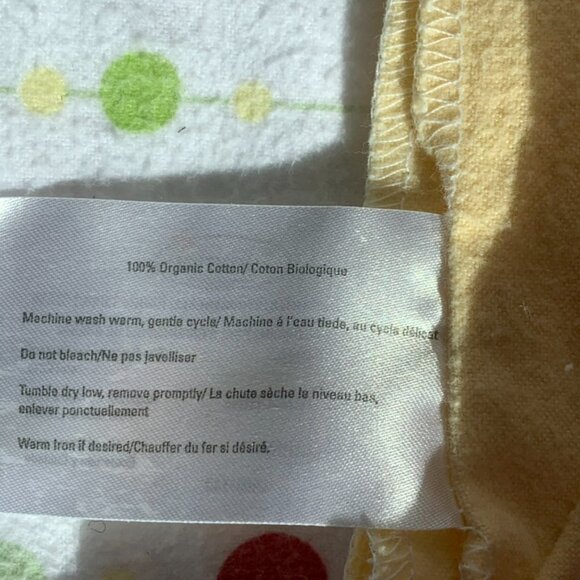 100% Organic Cotton/ Coton Biologique
Machine wash warm, gentle cycle/ Machine á l'eau tiede, au cycle délicat
Do not bleach/Ne pas javelliser
Tumble dry low, remove promptly/ La chute sèche le niveau bas,
enlever ponctuellement
Warm Iron if desired/Chauffer du fer si désiré.